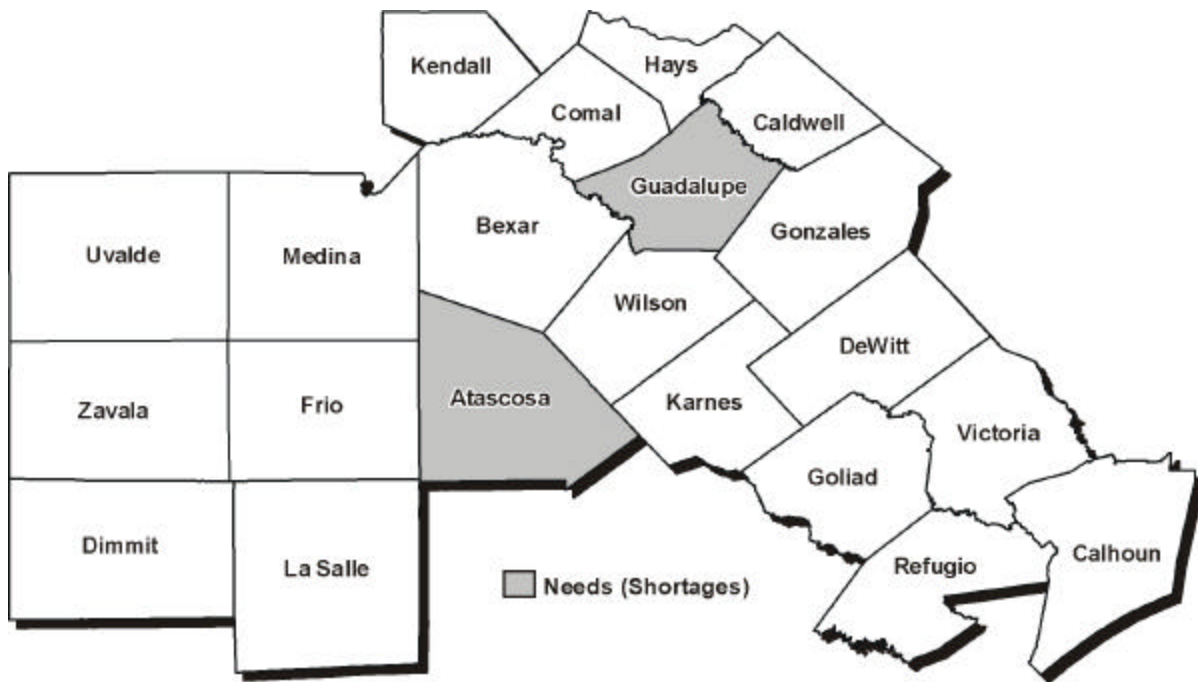 Kendall
Hays
Comal
Caldwell
Guadalupe
Bexar
Gonzales
Uvalde
Medina
Wilson
DeWitt
Atascosa
Zavala
Frio
Karnes
Victoria
Goliad
Dimmit
La Salle
Refugio
Calhoun
Needs (Shortages)